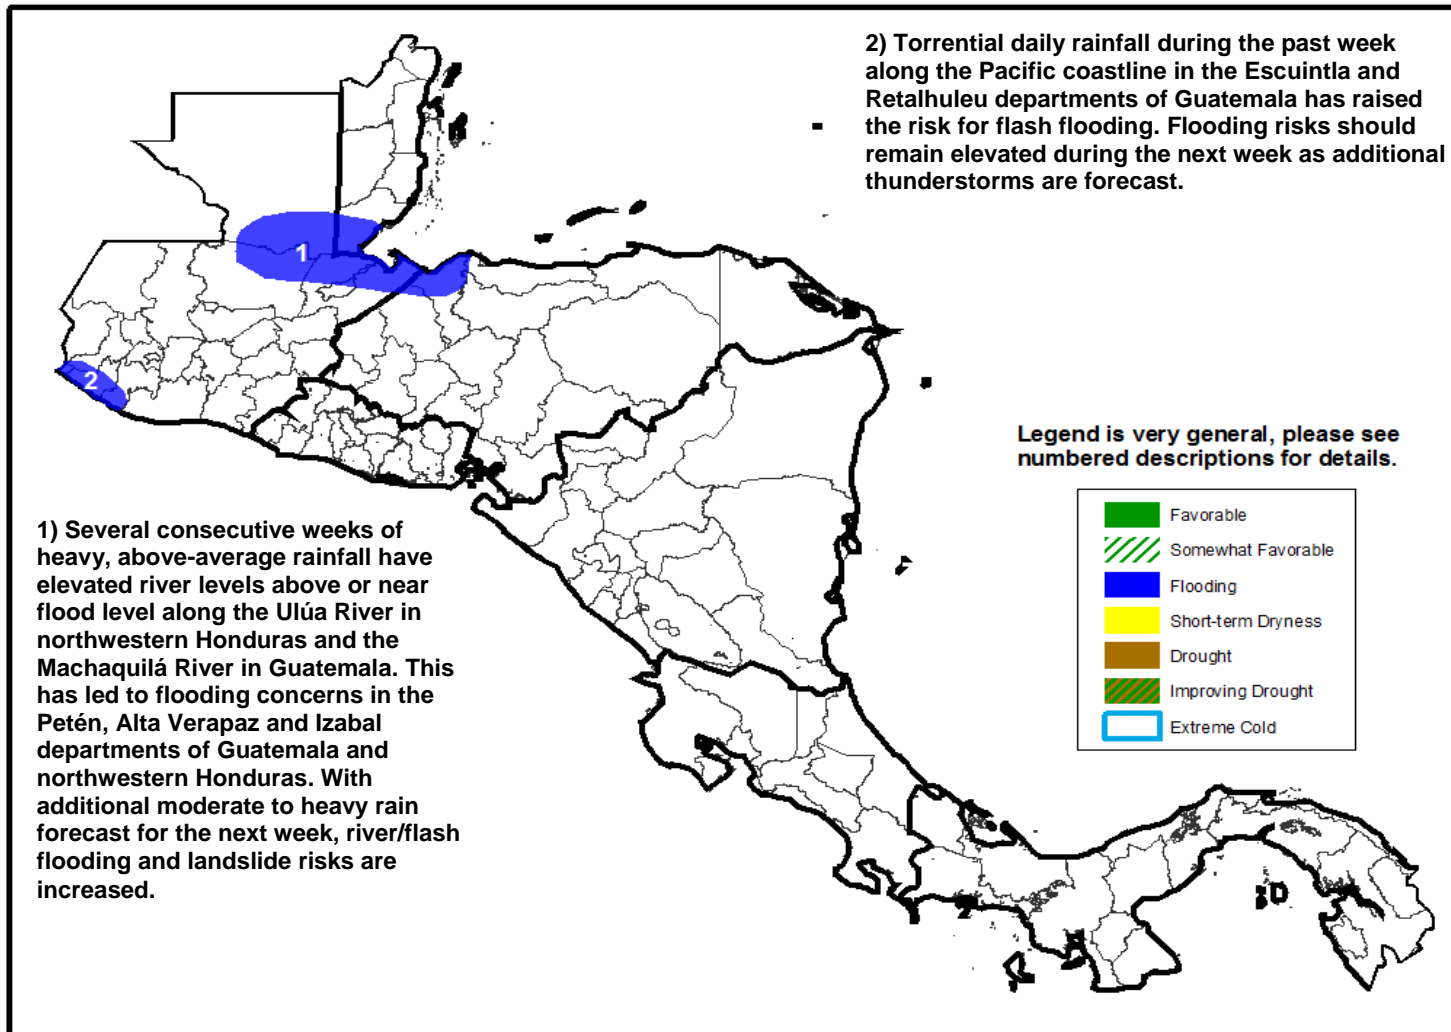 2) Torrential daily rainfall during the past week
along the Pacific coastline in the Escuintla and
Retalhuleu departments of Guatemala has raised
the risk for flash flooding. Flooding risks should
remain elevated during the next week as additional
thunderstorms are forecast.
1
2
Legend is very general, please see
numbered descriptions for details.
Favorable
Somewhat Favorable
Flooding
Short-term Dryness
Drought
Improving Drought
Extreme Cold
1) Several consecutive weeks of
heavy, above-average rainfall have
elevated river levels above or near
flood level along the Ulúa River in
northwestern Honduras and the
Machaquilá River in Guatemala. This
has led to flooding concerns in the
Petén, Alta Verapaz and Izabal
departments of Guatemala and
northwestern Honduras. With
additional moderate to heavy rain
forecast for the next week, river/flash
flooding and landslide risks are
increased.